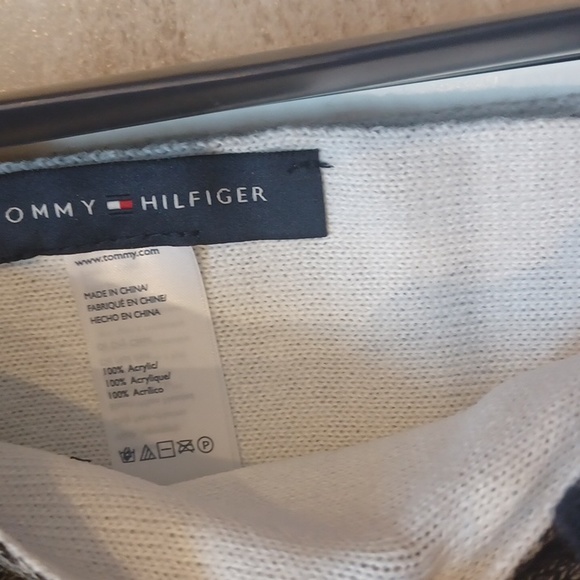 OMMY HILFIGER
www.tommy.com
MADE IN CHINA/
FABRIQUÉ EN CHINE/
HECHO EN CHINA
100% Acrylic/
100% Acrylique/
100% Acrílico
P